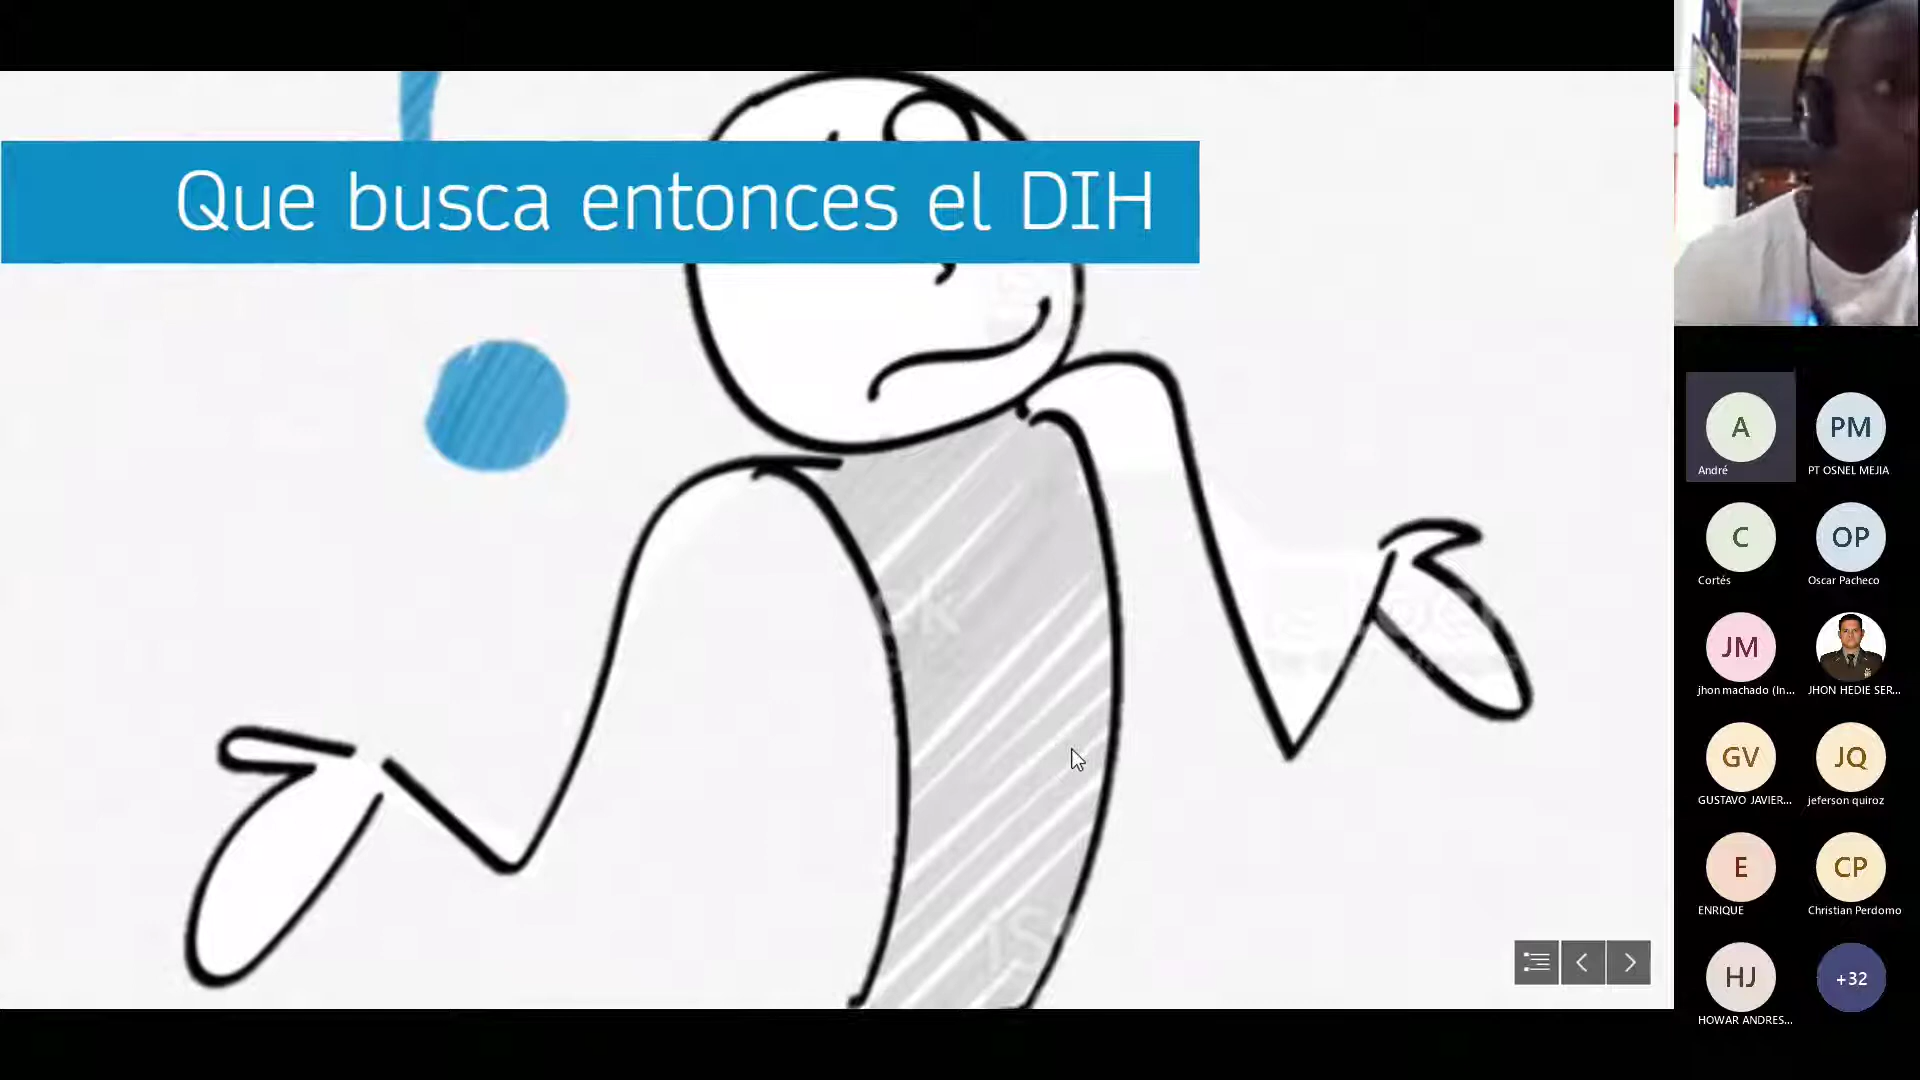 Que busca entonces el DIH
A
PM
André
PT OSNEL MEJIA
C
OP
Cortés
Oscar Pacheco
JM
jhon machado (In...
JHON HEDIE SER...
GV
JQ
GUSTAVO JAVIER...
jeferson quiroz
E
CP
ENRIQUE
Christian Perdomo
HJ
+32
HOWAR ANDRES...